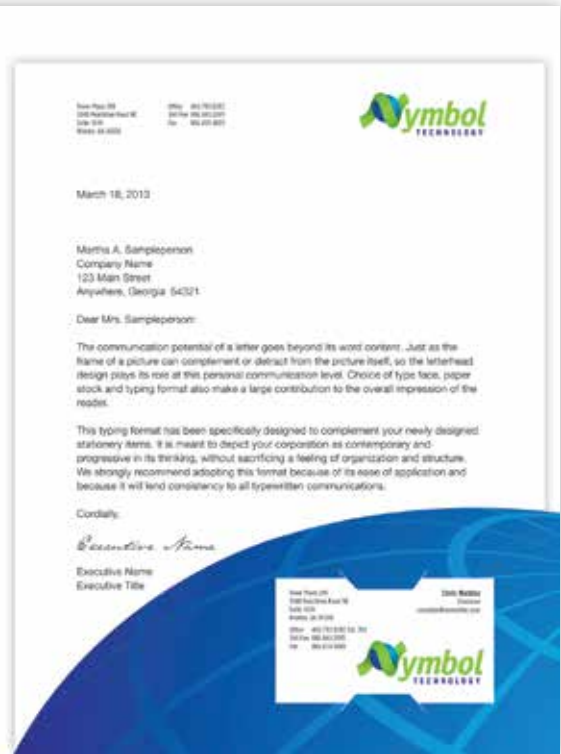 Office
Fax
Nymbol
TECHNOLOGY
March 18, 2013
Martha A. Sampleperson
Company Name
123 Main Street
Anywhere, Georgia 54321
Dear Mrs. Sampleperson:
The communication potential of a letter goes beyond its word content. Just as the
frame of a picture can complement or detract from the picture itself, so the letterhead
design plays its role at this personal communication level. Choice of type face, paper
stock and typing format also make a large contribution to the overall impression of the
reader.
This typing format has been specifically designed to complement your newly designed
stationery items. It is meant to depict your corporation as contemporary and
progressive in its thinking, without sacrificing a feeling of organization and structure.
We strongly recommend adopting this format because of its ease of application and
because it will lend consistency to all typewritten communications.
Cordially,
Executive Name
Executive Name
Executive Title
Office
Fax
Nymbol
TECHNOLOGY